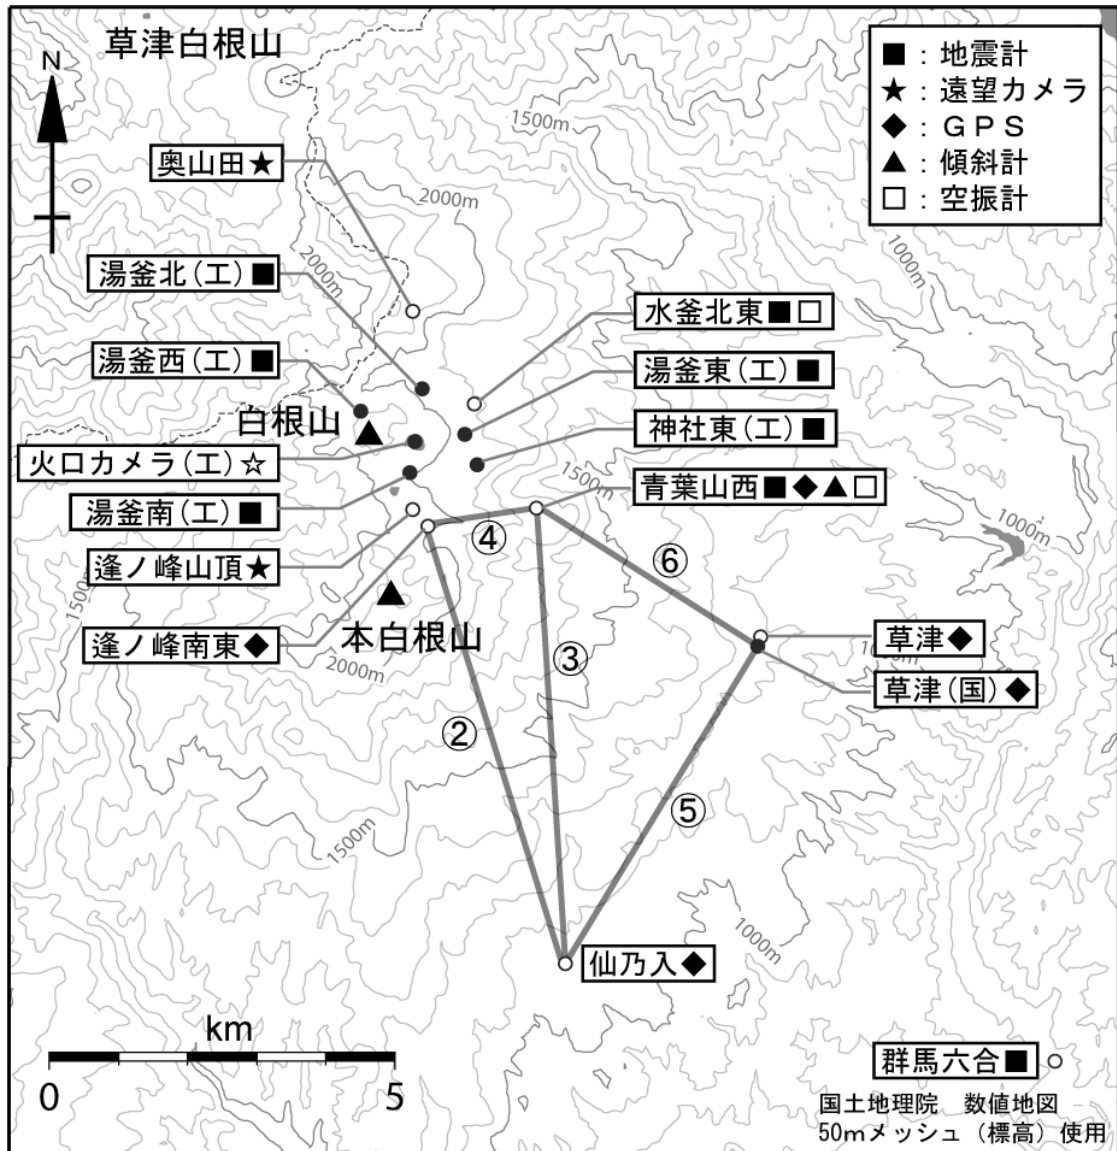 草津白根山
N
■：地震計
★：遠望カメラ
◆：ＧＰＳ
▲：傾斜計
□：空振計
1500m
奥山田★
2000m
1000m
2000m
湯釜北(工)■
水釜北東■□
湯釜西(工)■
湯釜東(工)■
白根山
神社東(工)■
火口カメラ(工)☆
1500m
青葉山西■◆▲□
湯釜南(工)■
1000m
④
⑥
逢ノ峰山頂★
1500m
本白根山
逢ノ峰南東◆
草津◆
2000m
③
草津(国)◆
②
⑤
1500m
1000m
仙乃入◆
km
0
5
群馬六合■
国土地理院　数値地図
50mメッシュ（標高）使用